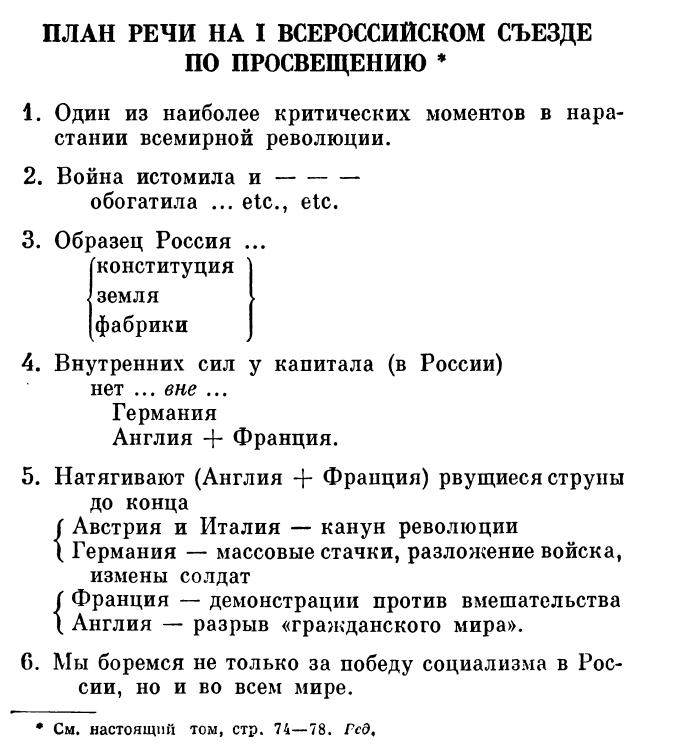 ПЛАН РЕЧИ НА I ВСЕРОССИЙСКОМ СЪЕЗДЕ
ПО ПРОСВЕЩЕНИЮ *
1. Один из наиболее критических моментов в нара-
стании всемирной революции.
2. Война истомила и — — —
обогатила ... etc., etc.
3. Образец Россия ...
{конституция }
{земля }
{фабрики }
4. Внутренних сил у капитала (в России)
нет ... вне ...
Германия
Англия + Франция.
5. Натягивают (Англия + Франция) рвущиеся струны
до конца
{ Австрия и Италия — канун революции
{ Германия — массовые стачки, разложение войска,
измены солдат
{ Франция — демонстрации против вмешательства
{ Англия — разрыв «гражданского мира».
6. Мы боремся не только за победу социализма в Рос-
сии, но и во всем мире.
* См. настоящий том, стр. 74—78. Ред.